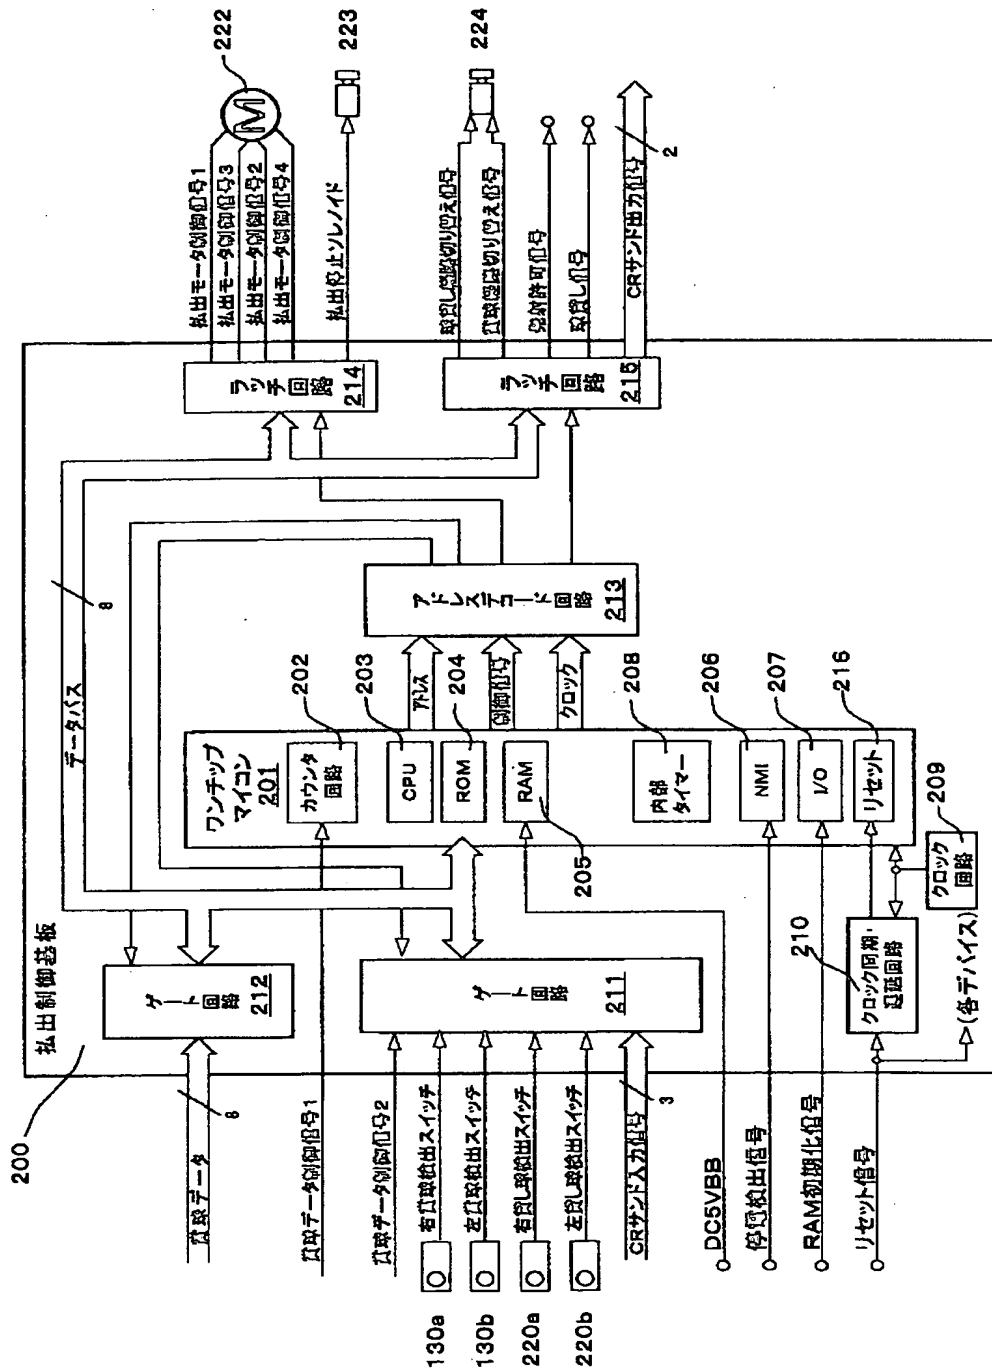 200
払出制御基板
賞球データ
8
ゲート回路
212
データバス
8
賞球データ制御信号1
賞球データ制御信号2
130a
右賞球検出スイッチ
130b
左賞球検出スイッチ
220a
右貸し球検出スイッチ
220b
左貸し球検出スイッチ
CRサンド入力信号
3
ゲート回路
211
DC5VBB
停電検出信号
RAM初期化信号
リセット信号
(各デバイス)
ワンチップ
マイコン
201
カウンタ
回路
202
CPU
203
ROM
204
RAM
205
内部
タイマー
208
NMI
206
I/O
207
リセット
216
クロック
回路
209
210
クロック同期・
遅延回路
アドレス
制御信号
クロック
アドレスデコード回路
213
ラッチ回路
214
払出モータ制御信号1
払出モータ制御信号3
払出モータ制御信号2
払出モータ制御信号4
M
222
払出停止ソレノイド
223
ラッチ回路
215
球貸し経路切り替え信号
賞球経路切り替え信号
224
発射許可信号
球貸し信号
CRサンド出力信号
2